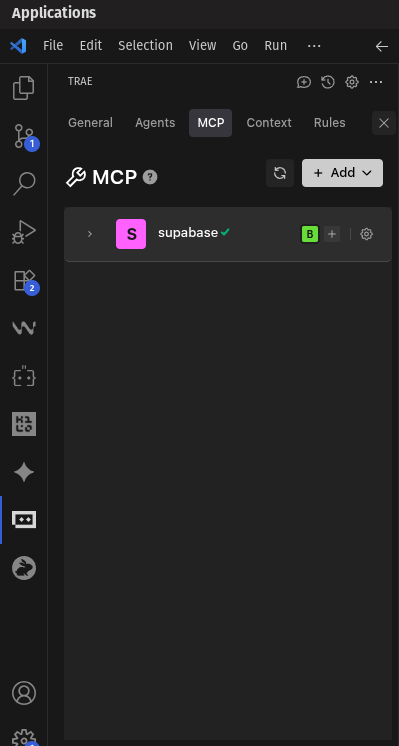 Applications
File Edit Selection View Go Run ···
TRAE
General Agents MCP Context Rules
MCP ?
+ Add
S supabase B +
1
2